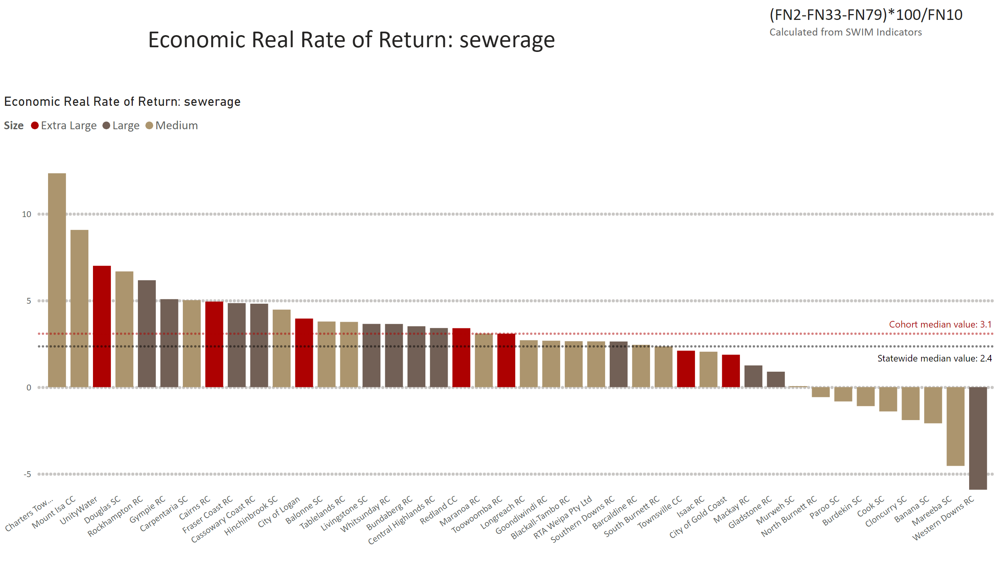 (FN2-FN33-FN79)*100/FN10
Calculated from SWIM Indicators
Economic Real Rate of Return: sewerage
Economic Real Rate of Return: sewerage
Size Extra Large Large Medium
10
5
Cohort median value: 3.1
Statewide median value: 2.4
0
-5
Charters Tow...
Mount Isa CC
UnityWater
Douglas SC
Rockhampton RC
Gympie RC
Carpentaria SC
Cairns RC
Fraser Coast RC
Cassowary Coast RC
Hinchinbrook SC
City of Logan
Balonne SC
Tablelands RC
Livingstone SC
Whitsunday RC
Bundaberg RC
Central Highlands RC
Redland CC
Maranoa RC
Toowoomba RC
Longreach RC
Goondiwindi RC
Blackall-Tambo RC
RTA Weipa Pty Ltd
Southern Downs RC
Barcaldine RC
South Burnett RC
Townsville CC
Isaac RC
City of Gold Coast
Mackay RC
Gladstone RC
Murweh SC
North Burnett RC
Paroo SC
Burdekin SC
Cook SC
Cloncurry SC
Banana SC
Mareeba SC
Western Downs RC